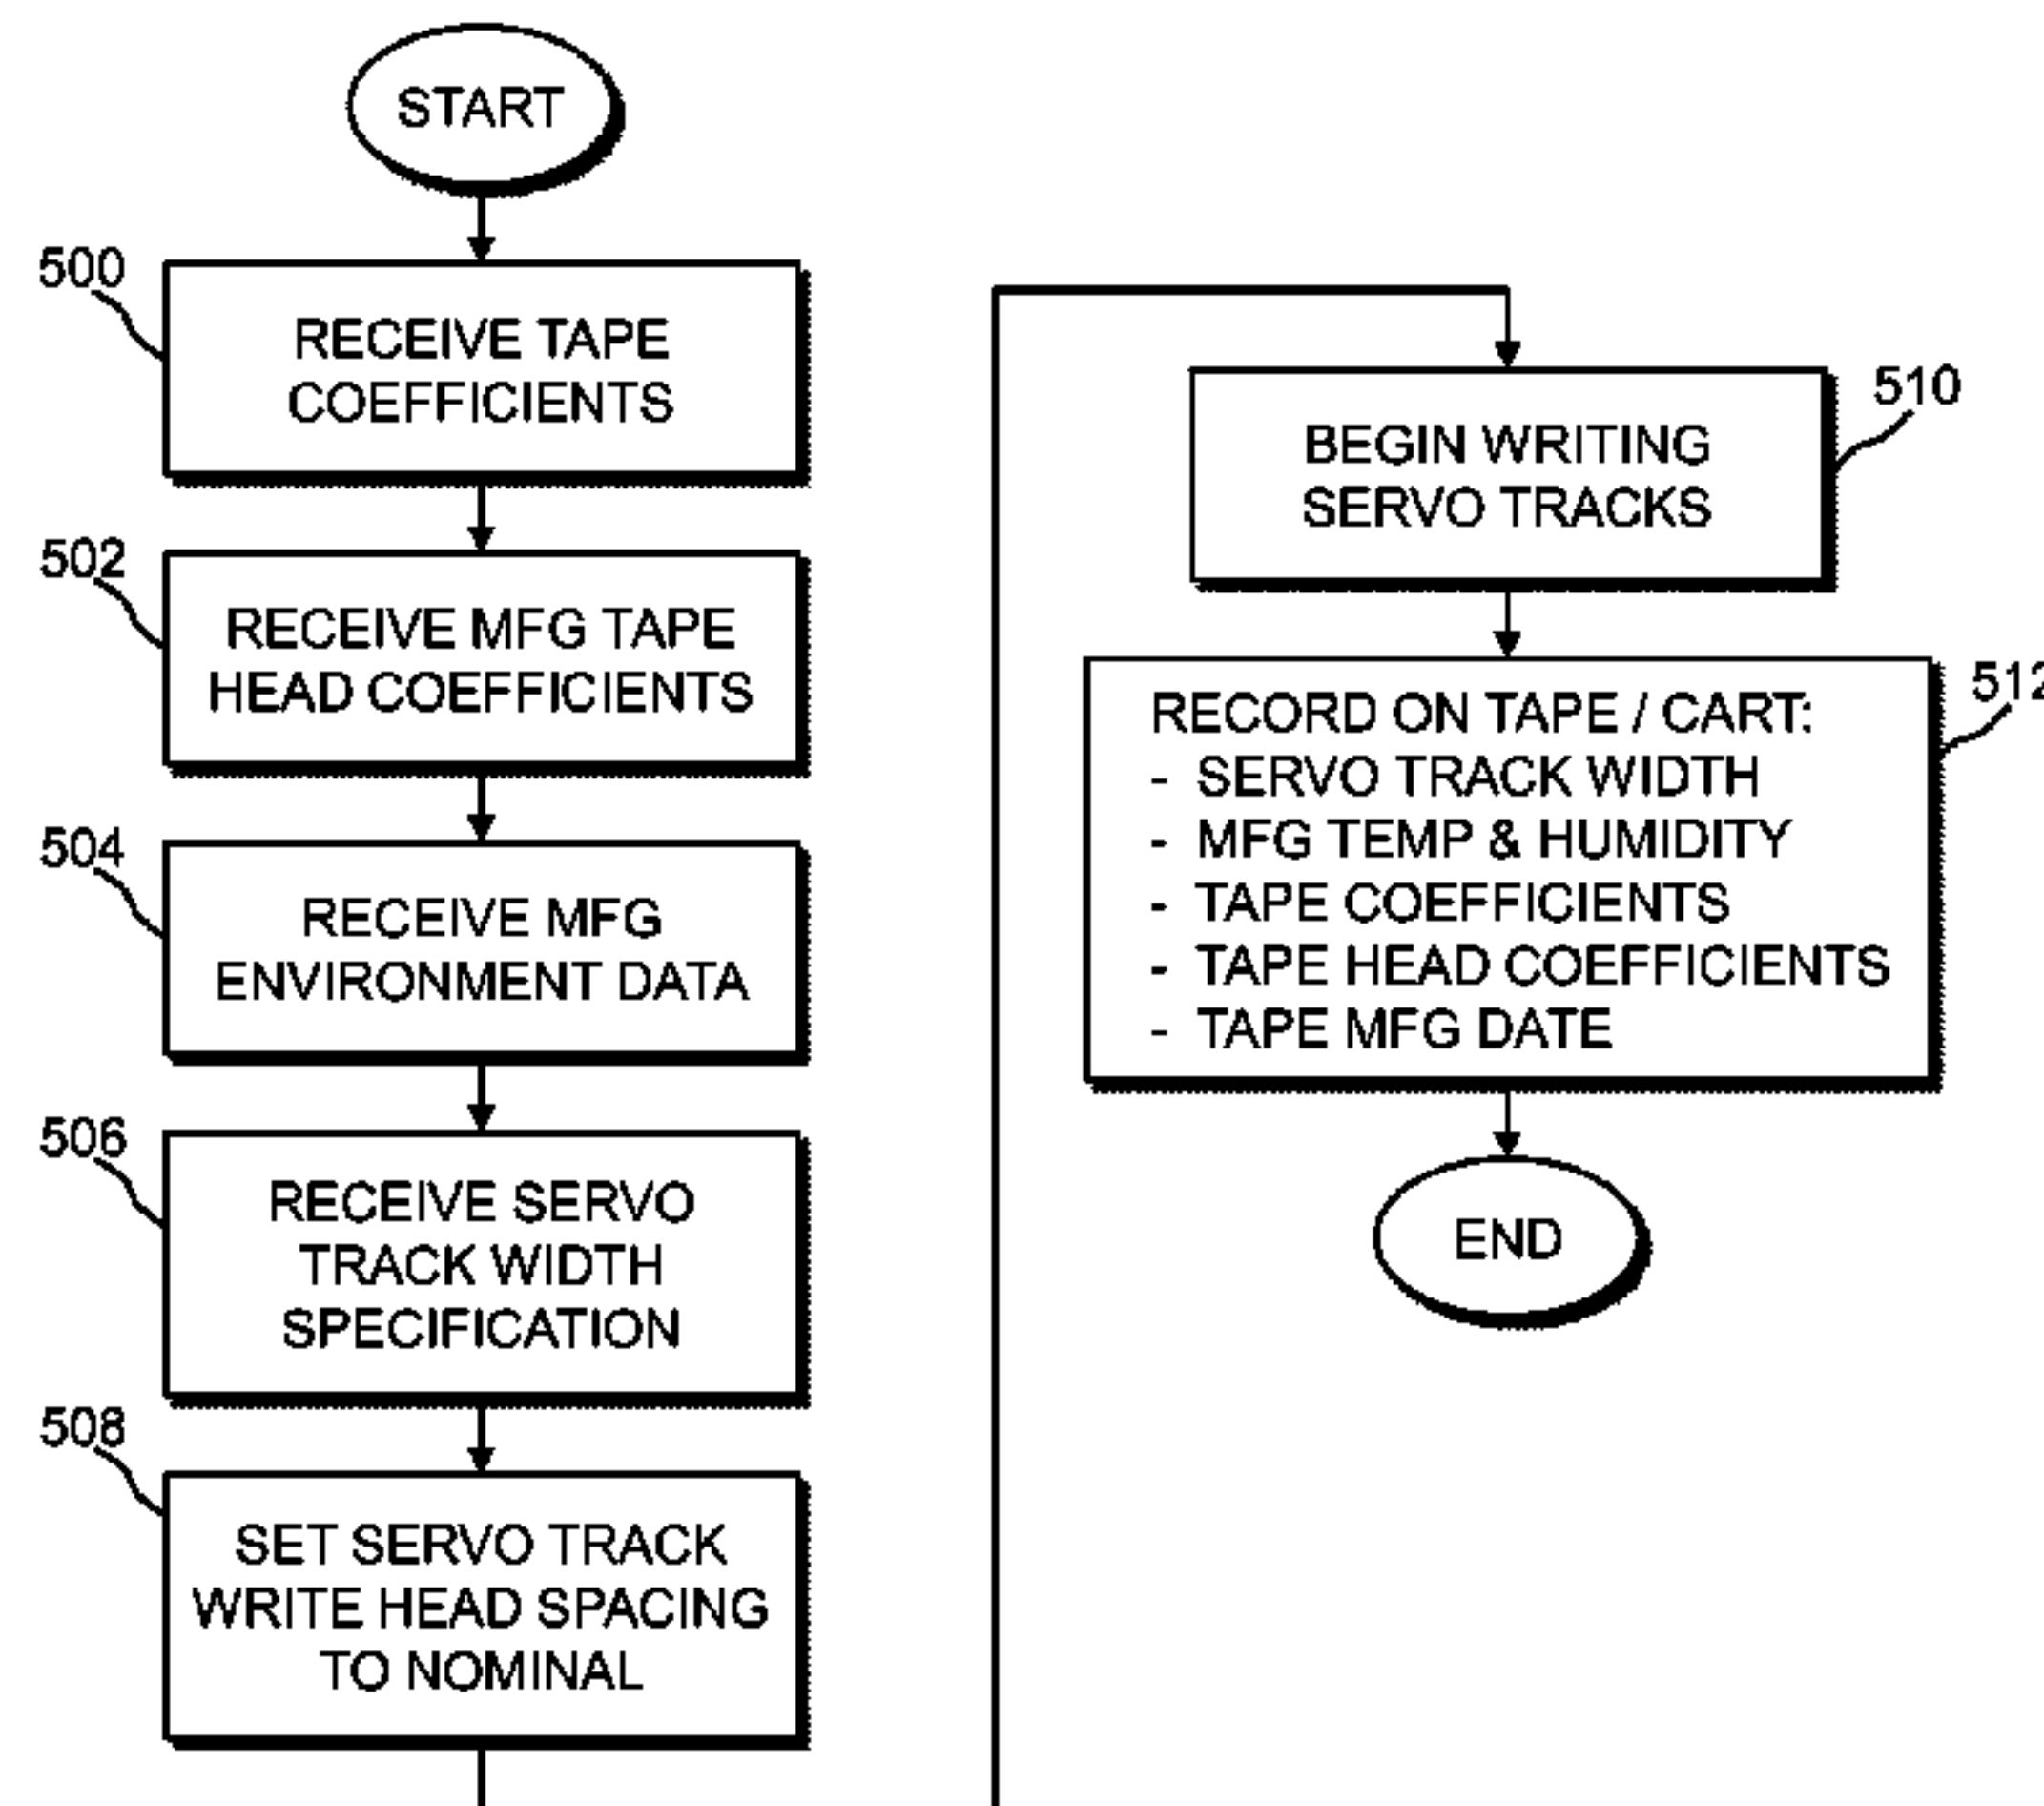 START
500
RECEIVE TAPE
COEFFICIENTS
502
RECEIVE MFG TAPE
HEAD COEFFICIENTS
504
RECEIVE MFG
ENVIRONMENT DATA
506
RECEIVE SERVO
TRACK WIDTH
SPECIFICATION
508
SET SERVO TRACK
WRITE HEAD SPACING
TO NOMINAL
510
BEGIN WRITING
SERVO TRACKS
512
RECORD ON TAPE / CART:
- SERVO TRACK WIDTH
- MFG TEMP & HUMIDITY
- TAPE COEFFICIENTS
- TAPE HEAD COEFFICIENTS
- TAPE MFG DATE
END